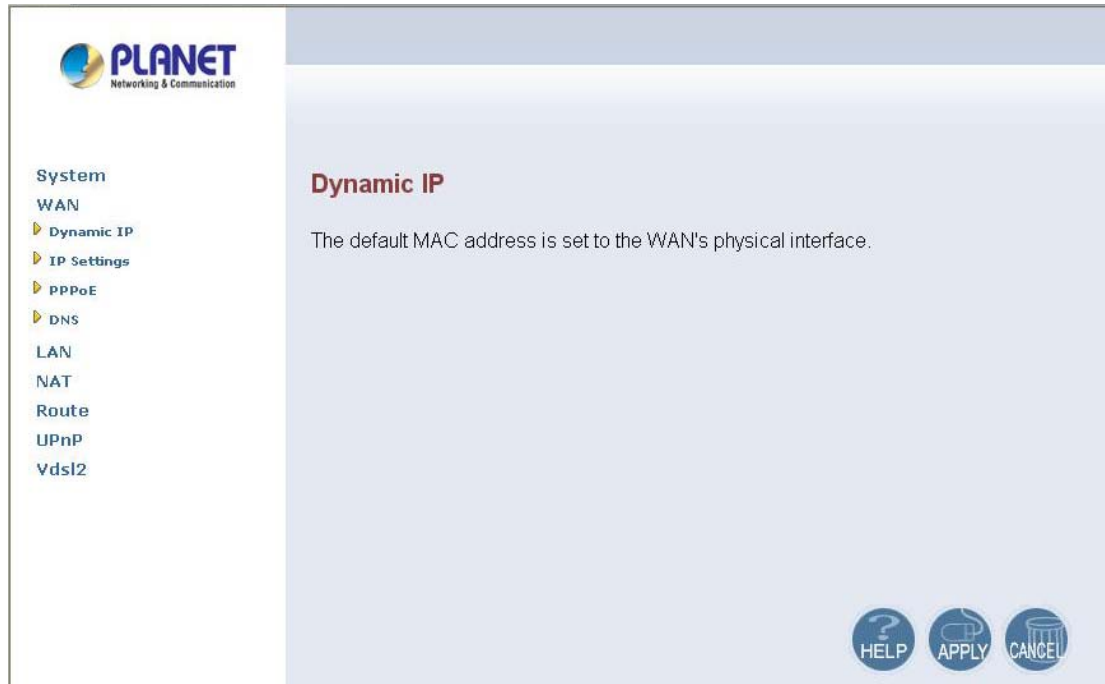 PLANET
Networking & Communication
System
WAN
Dynamic IP
IP Settings
PPPoE
DNS
LAN
NAT
Route
UPnP
Vdsl2
Dynamic IP
The default MAC address is set to the WAN's physical interface.
HELP
APPLY
CANCEL